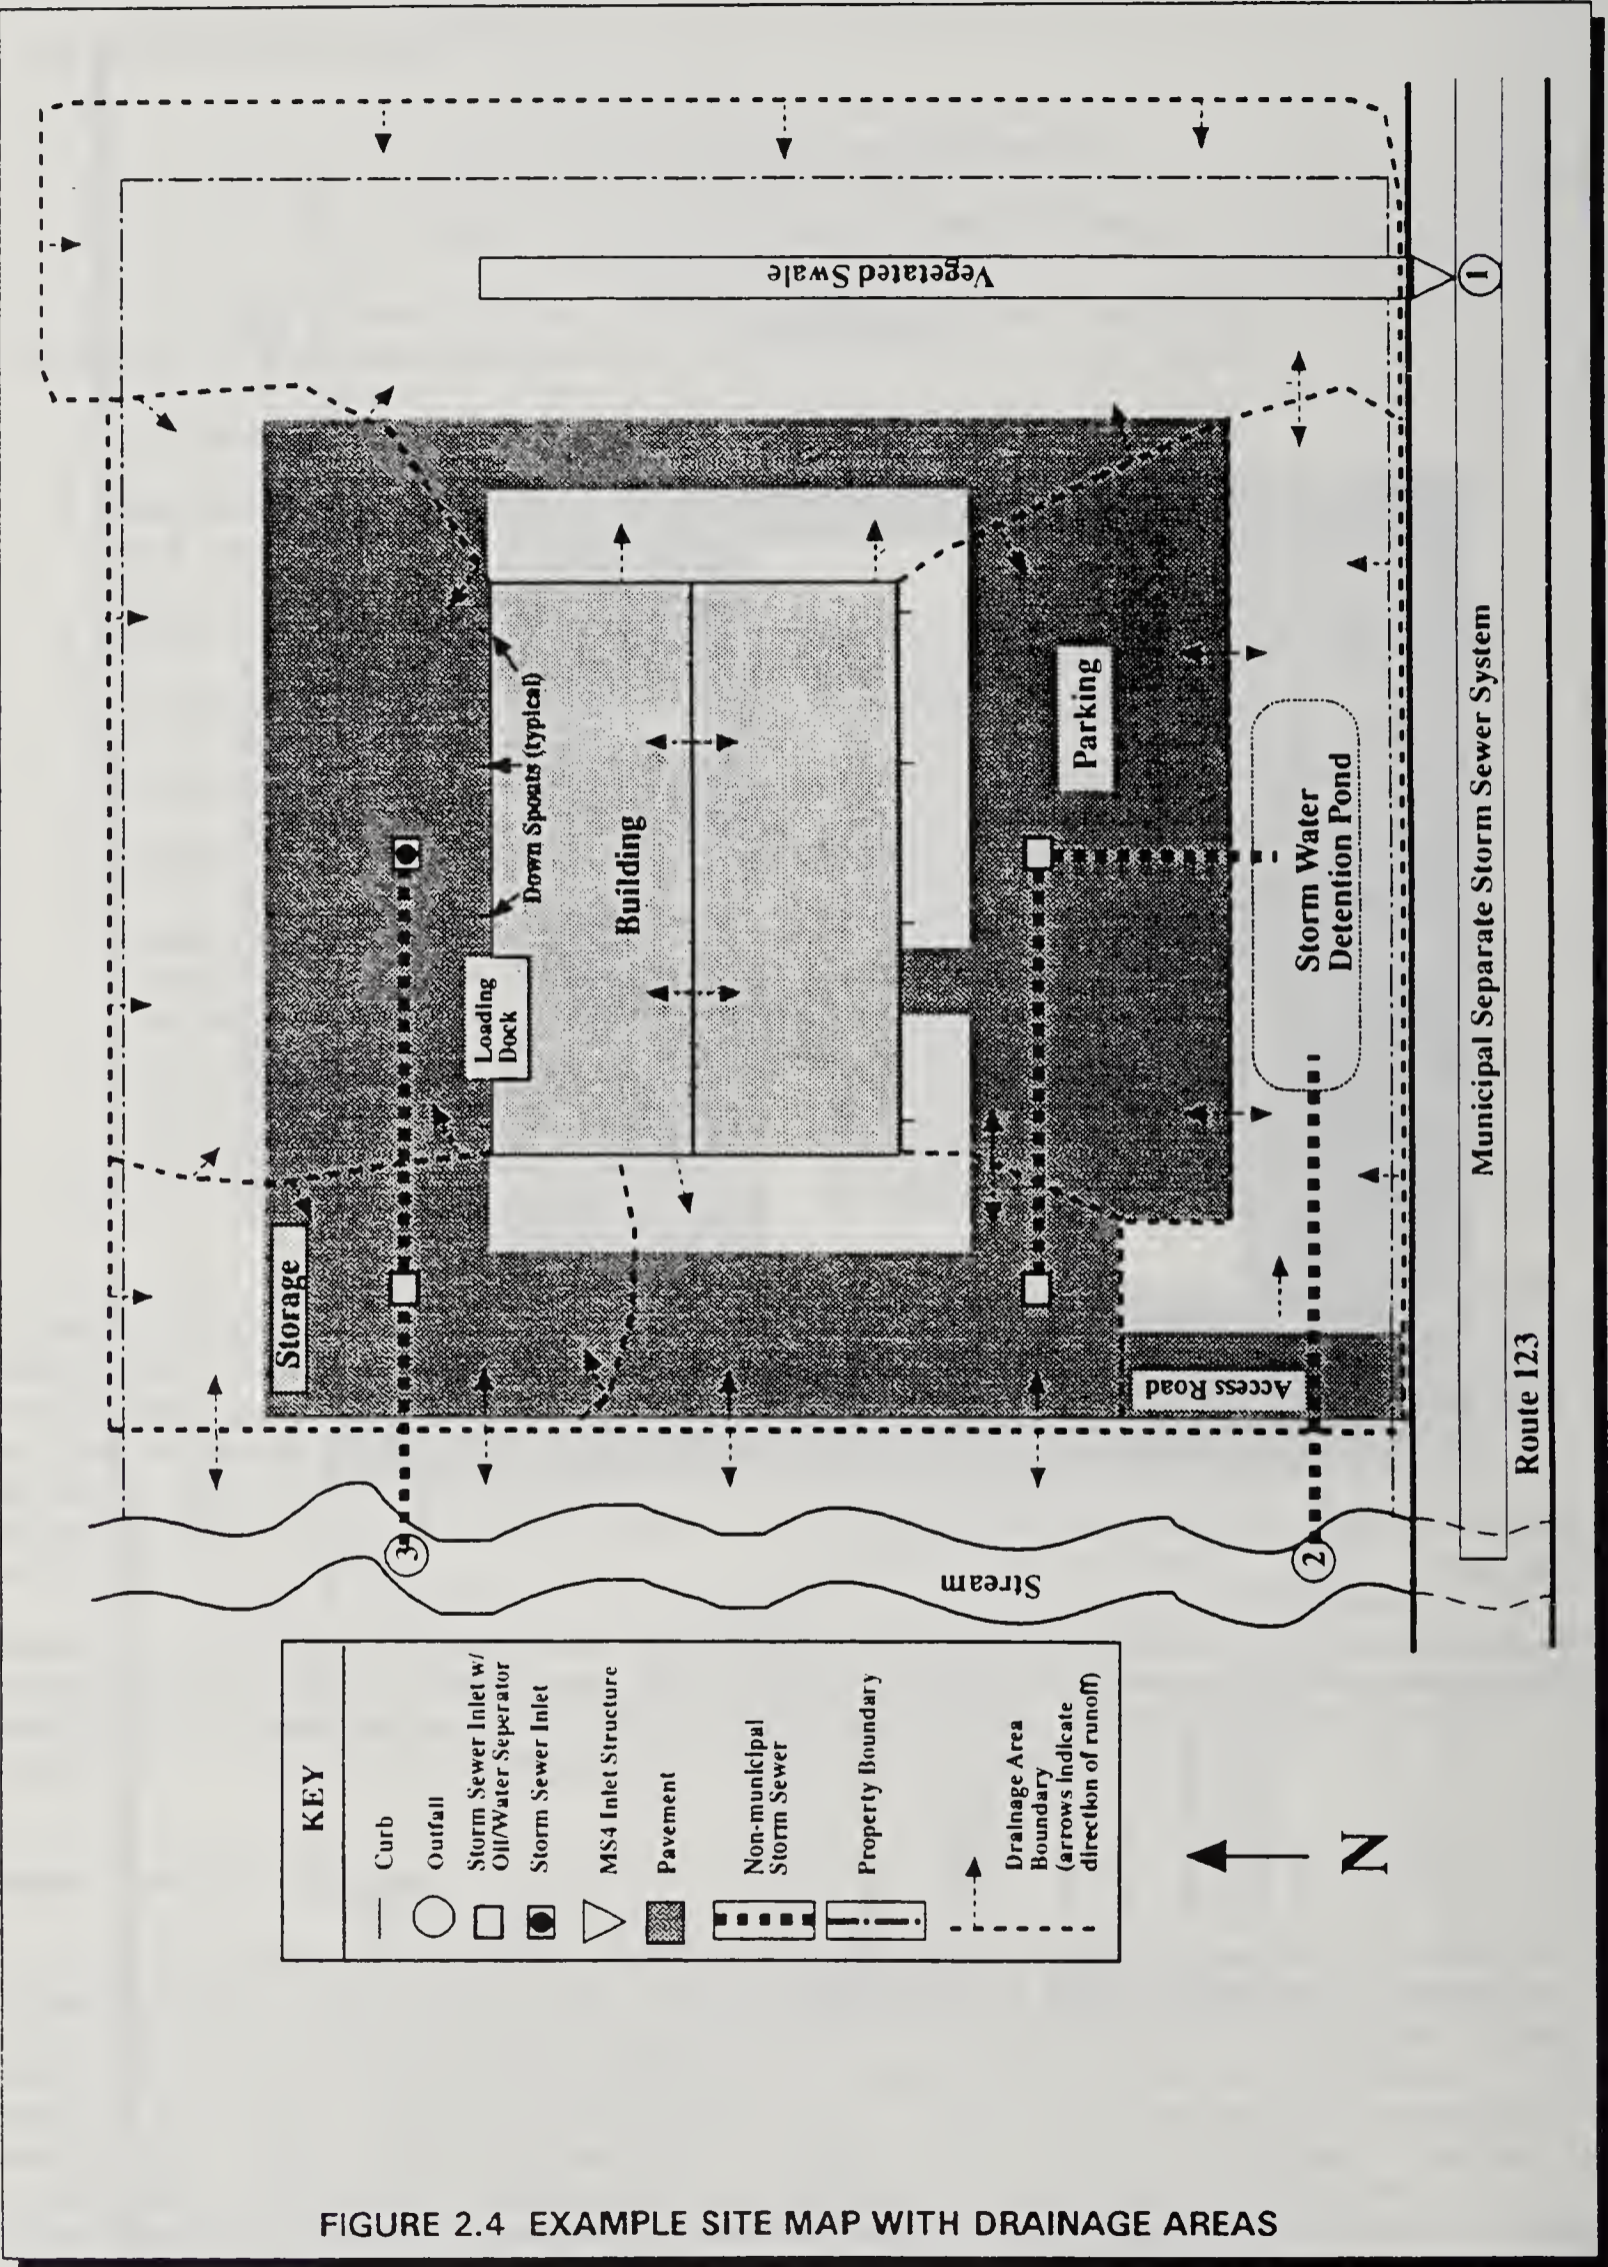 KEY
Curb
Outfall
Storm Sewer Inlet w/
Oil/Water Seperator
Storm Sewer Inlet
MS4 Inlet Structure
Pavement
Non-municipal
Storm Sewer
Property Boundary
Drainage Area
Boundary
(arrows indicate
direction of runoff)
N
Stream
3
2
Storage
Loading
Dock
Down Spouts (typical)
Building
Parking
Access Road
Storm Water
Detention Pond
Vegetated Swale
1
Municipal Separate Storm Sewer System
Route 123
FIGURE 2.4 EXAMPLE SITE MAP WITH DRAINAGE AREAS